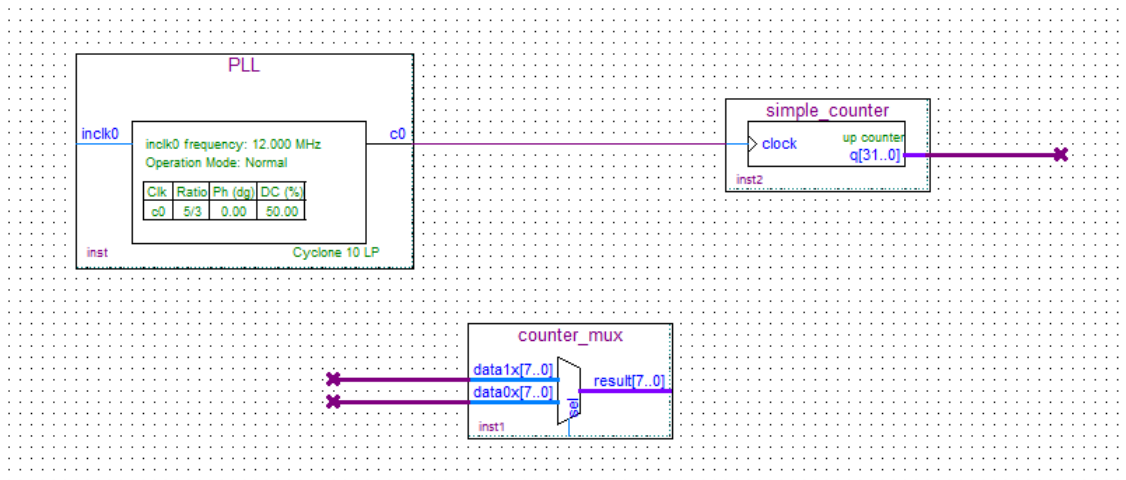 PLL
inclk0
c0
inclk0 frequency: 12.000 MHz
Operation Mode: Normal
Clk Ratio Ph (dg) DC (%)
c0 5/3 0.00 50.00
inst
Cyclone 10 LP
simple_counter
up counter
clock
q[31..0]
inst2
counter_mux
data1x[7..0]
result[7..0]
data0x[7..0]
sel
inst1